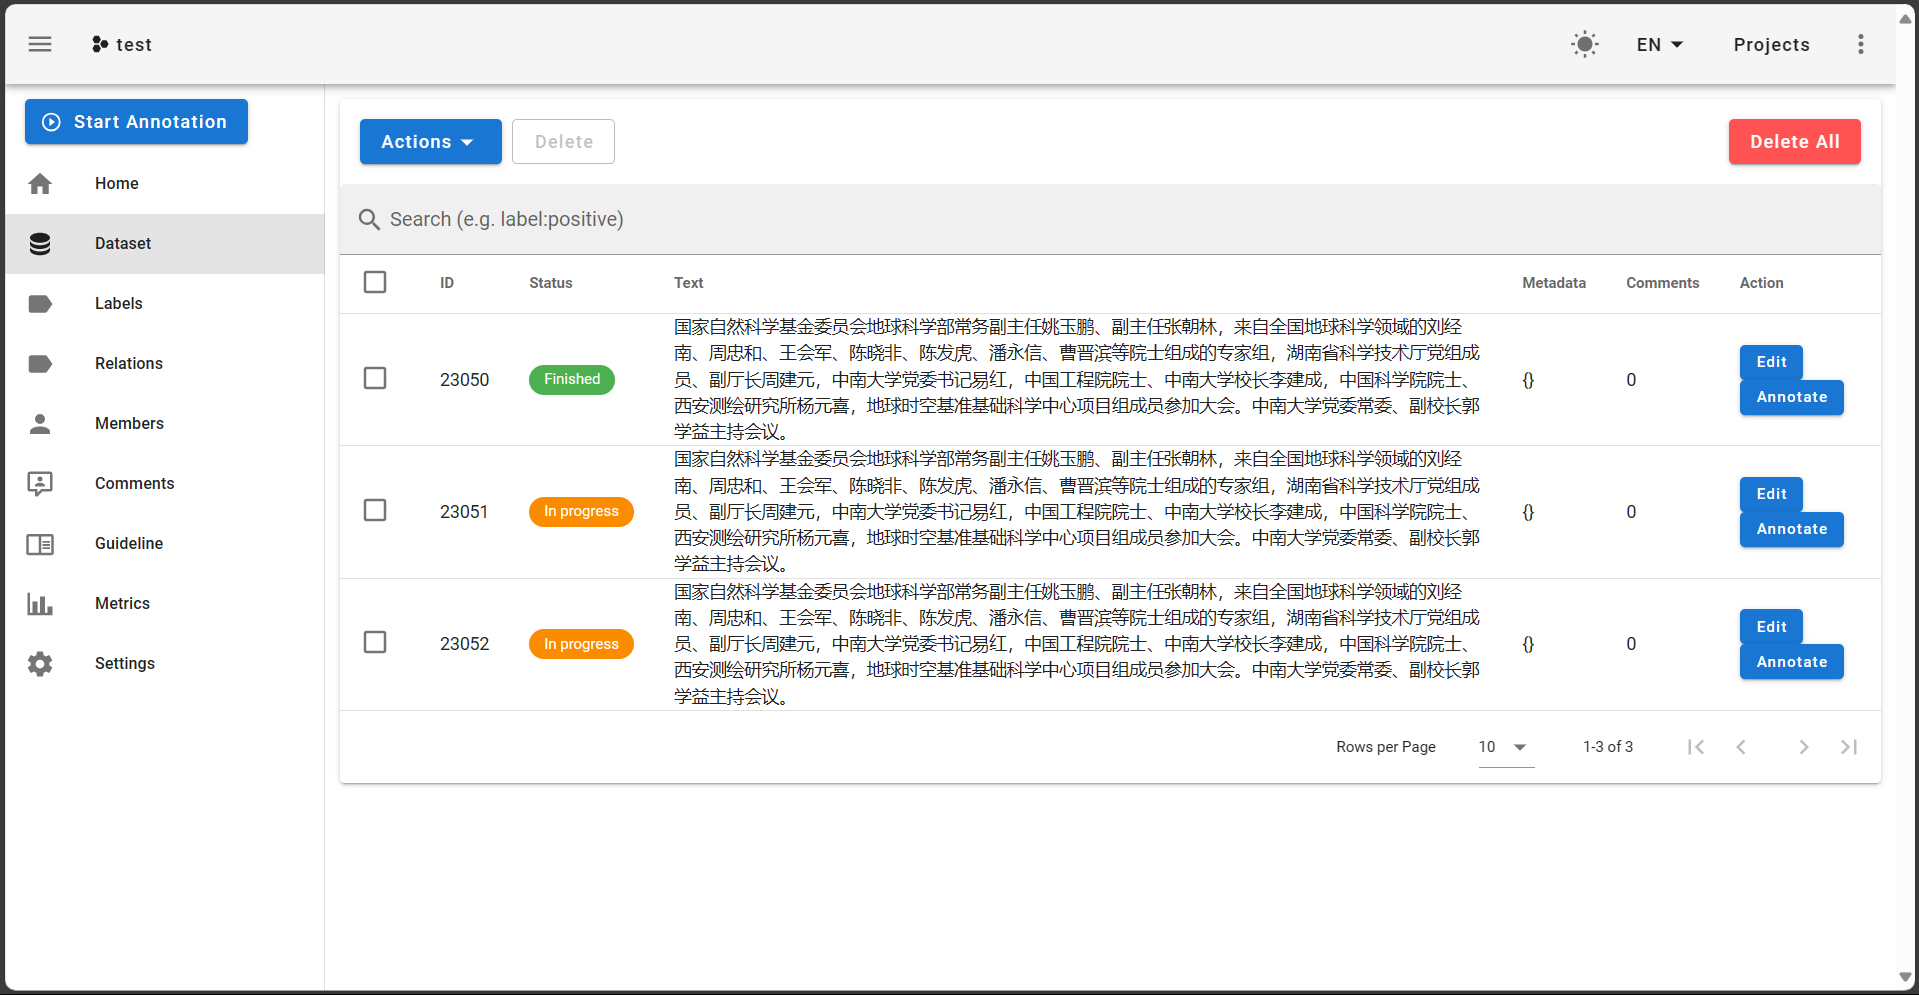 test
EN
Projects
Start Annotation
Home
Dataset
Labels
Relations
Members
Comments
Guideline
Metrics
Settings
Actions
Delete
Delete All
Search (e.g. label:positive)
ID Status Text Metadata Comments Action
国家自然科学基金委员会地球科学部常务副主任姚玉鹏、副主任张朝林，来自全国地球科学领域的刘经
南、周忠和、王会军、陈晓非、陈发虎、潘永信、曹晋滨等院士组成的专家组，湖南省科学技术厅党组成
23050 Finished 员、副厅长周建元，中南大学党委书记易红，中国工程院院士、中南大学校长李建成，中国科学院院士、 {} 0 Edit
西安测绘研究所杨元喜，地球时空基准基础科学中心项目组成员参加大会。中南大学党委常委、副校长郭 Annotate
学益主持会议。
国家自然科学基金委员会地球科学部常务副主任姚玉鹏、副主任张朝林，来自全国地球科学领域的刘经
南、周忠和、王会军、陈晓非、陈发虎、潘永信、曹晋滨等院士组成的专家组，湖南省科学技术厅党组成
23051 In progress 员、副厅长周建元，中南大学党委书记易红，中国工程院院士、中南大学校长李建成，中国科学院院士、 {} 0 Edit
西安测绘研究所杨元喜，地球时空基准基础科学中心项目组成员参加大会。中南大学党委常委、副校长郭 Annotate
学益主持会议。
国家自然科学基金委员会地球科学部常务副主任姚玉鹏、副主任张朝林，来自全国地球科学领域的刘经
南、周忠和、王会军、陈晓非、陈发虎、潘永信、曹晋滨等院士组成的专家组，湖南省科学技术厅党组成
23052 In progress 员、副厅长周建元，中南大学党委书记易红，中国工程院院士、中南大学校长李建成，中国科学院院士、 {} 0 Edit
西安测绘研究所杨元喜，地球时空基准基础科学中心项目组成员参加大会。中南大学党委常委、副校长郭 Annotate
学益主持会议。
Rows per Page 10 1-3 of 3